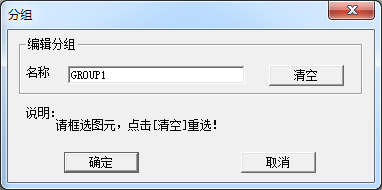 分组
编辑分组
名称 GROUP1 清空
说明:
请框选图元，点击[清空]重选!
确定 取消